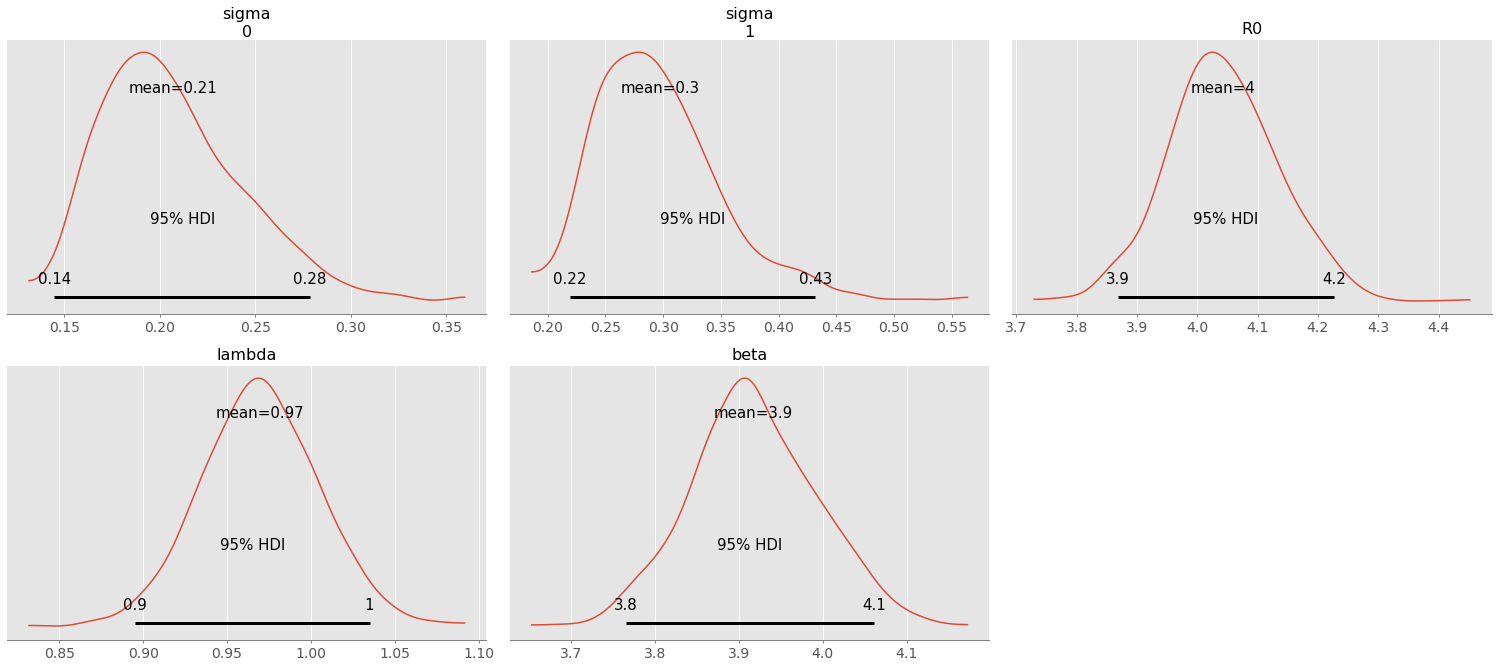 sigma
0
mean=0.21
95% HDI
0.14 0.28
0.15 0.20 0.25 0.30 0.35
sigma
1
mean=0.3
95% HDI
0.22 0.43
0.20 0.25 0.30 0.35 0.40 0.45 0.50 0.55
R0
mean=4
95% HDI
3.9 4.2
3.7 3.8 3.9 4.0 4.1 4.2 4.3 4.4
lambda
mean=0.97
95% HDI
0.9 1
0.85 0.90 0.95 1.00 1.05 1.10
beta
mean=3.9
95% HDI
3.8 4.1
3.7 3.8 3.9 4.0 4.1